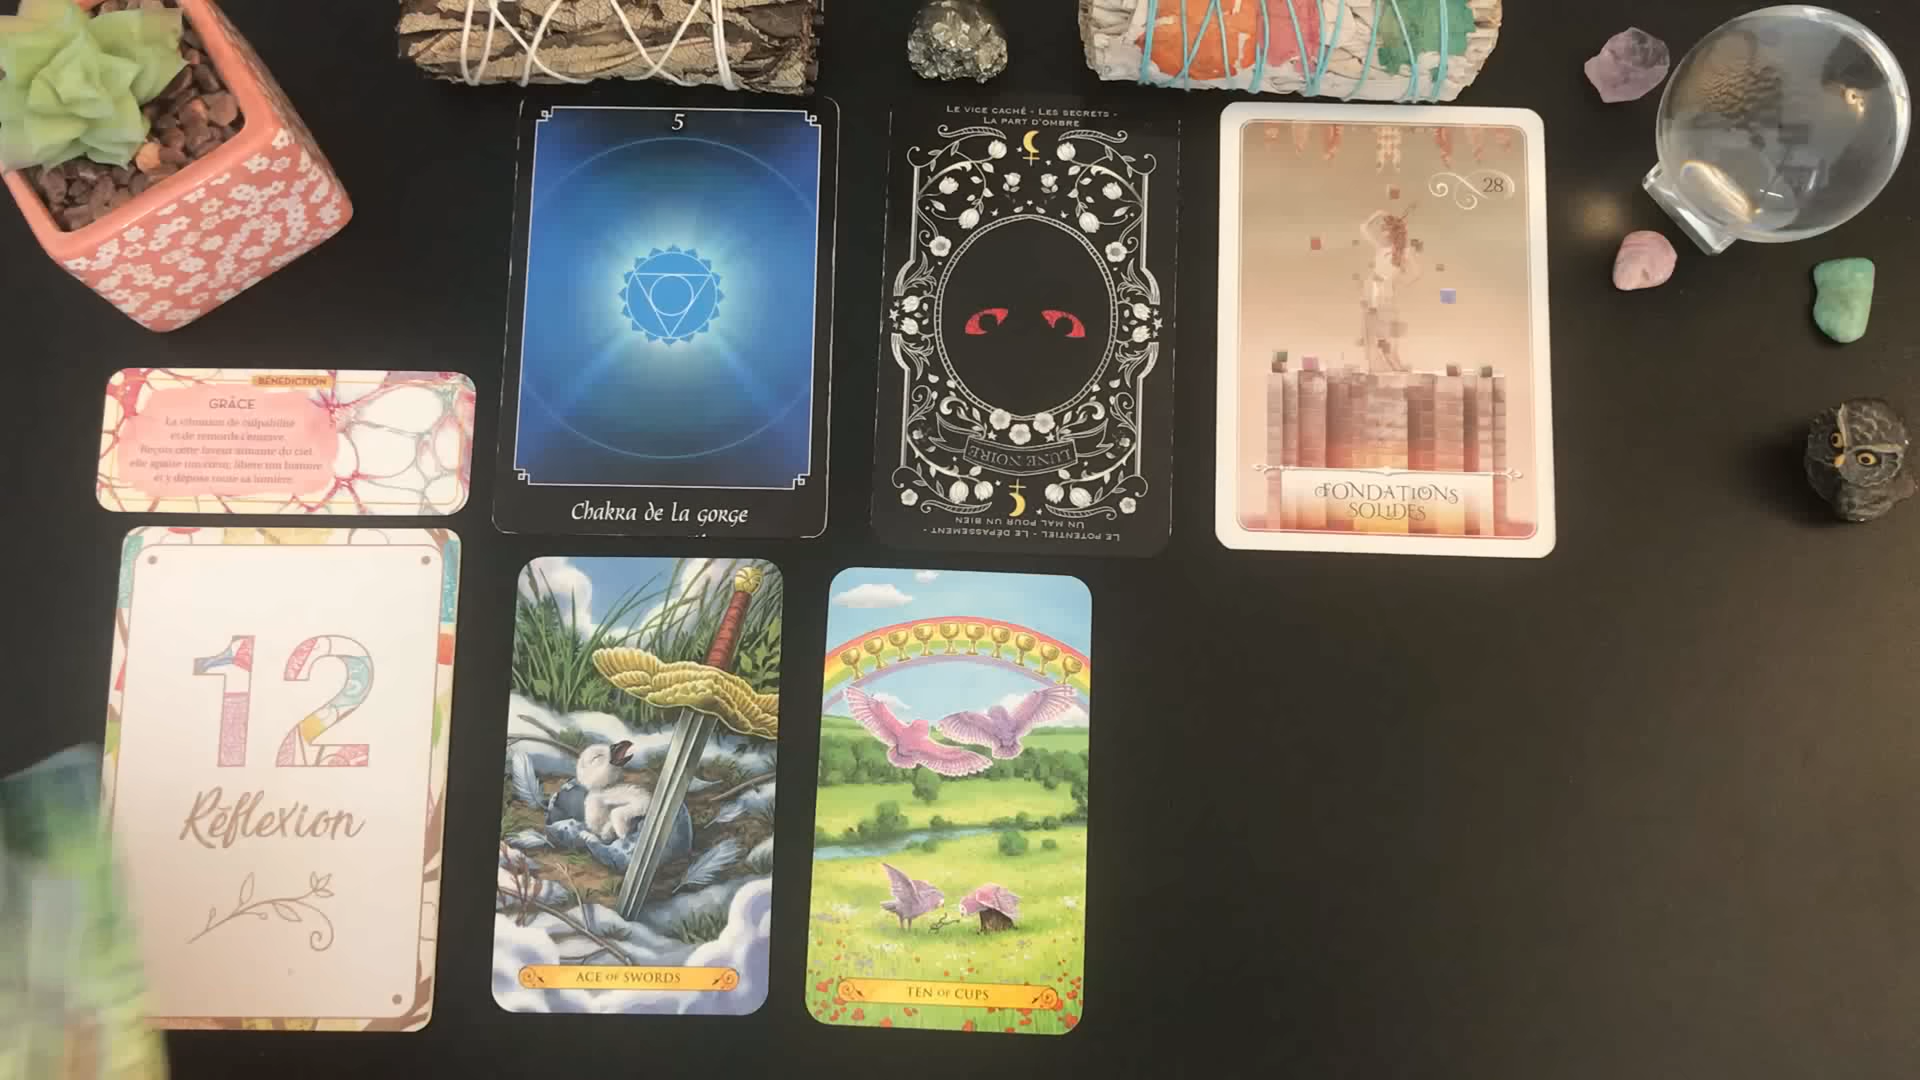 5
Chakra de la gorge
LE VICE CACHÉ - LES SECRETS -
LA PART D'OMBRE
LUNE NOIRE
LE POTENTIEL - LE DÉPASSEMENT -
UN MAL POUR UN BIEN
28
FONDATIONS
SOLIDES
BÉNÉDICTION
GRÂCE
La vibration de culpabilité
et de remords t'enserre.
Reçois cette faveur aimante du ciel,
elle apaise ton cœur, libère ton histoire
et y dépose toute sa lumière.
12
Réflexion
ACE OF SWORDS
TEN OF CUPS